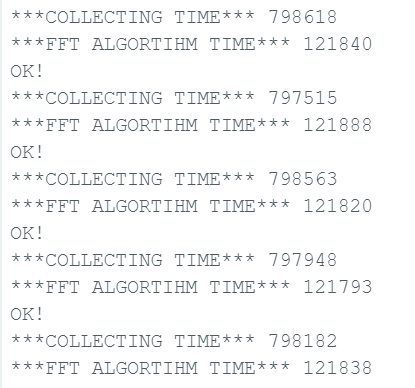 ***COLLECTING TIME*** 798618
***FFT ALGORTIHM TIME*** 121840
OK!
***COLLECTING TIME*** 797515
***FFT ALGORTIHM TIME*** 121888
OK!
***COLLECTING TIME*** 798563
***FFT ALGORTIHM TIME*** 121820
OK!
***COLLECTING TIME*** 797948
***FFT ALGORTIHM TIME*** 121793
OK!
***COLLECTING TIME*** 798182
***FFT ALGORTIHM TIME*** 121838